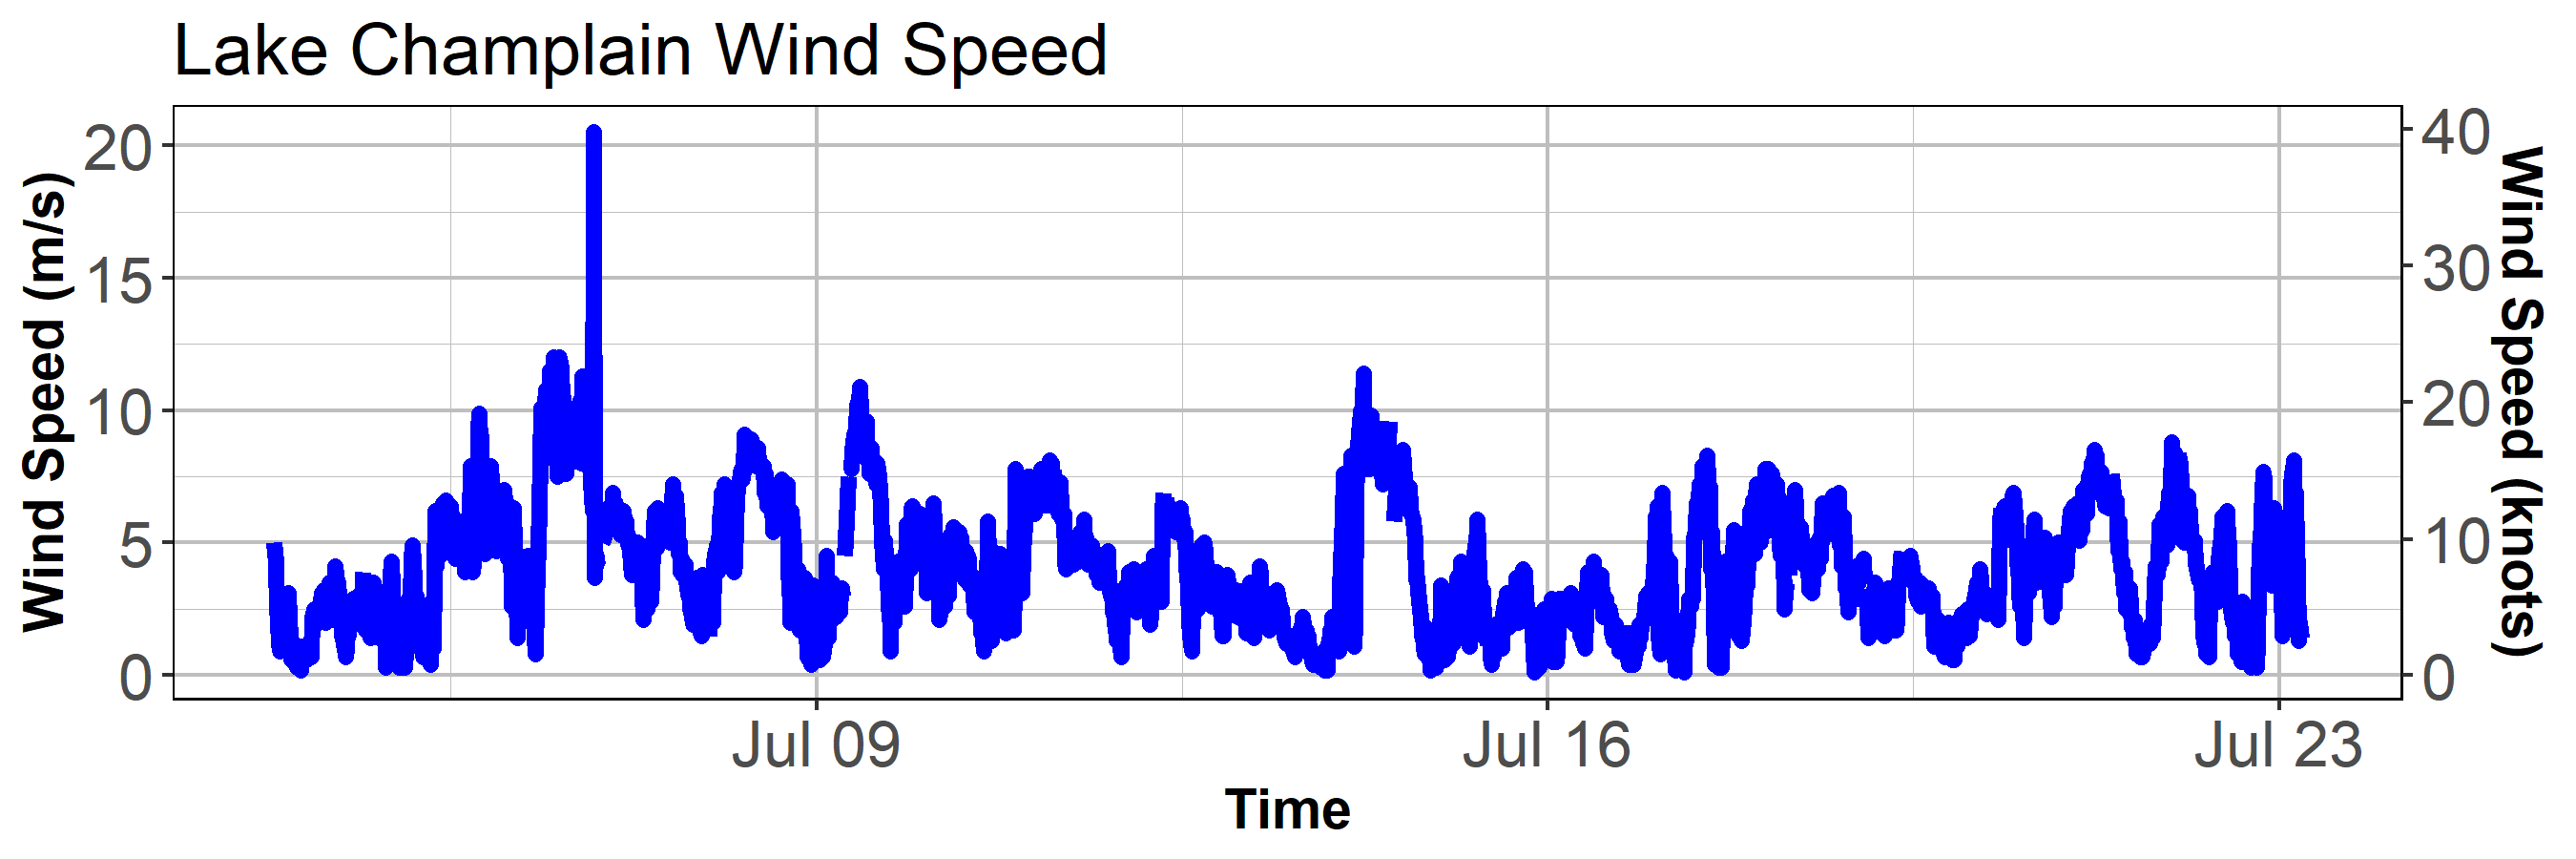 Lake Champlain Wind Speed
Wind Speed (m/s)
20
15
10
5
0
40
30
20
10
0
Wind Speed (knots)
Jul 09
Jul 16
Jul 23
Time